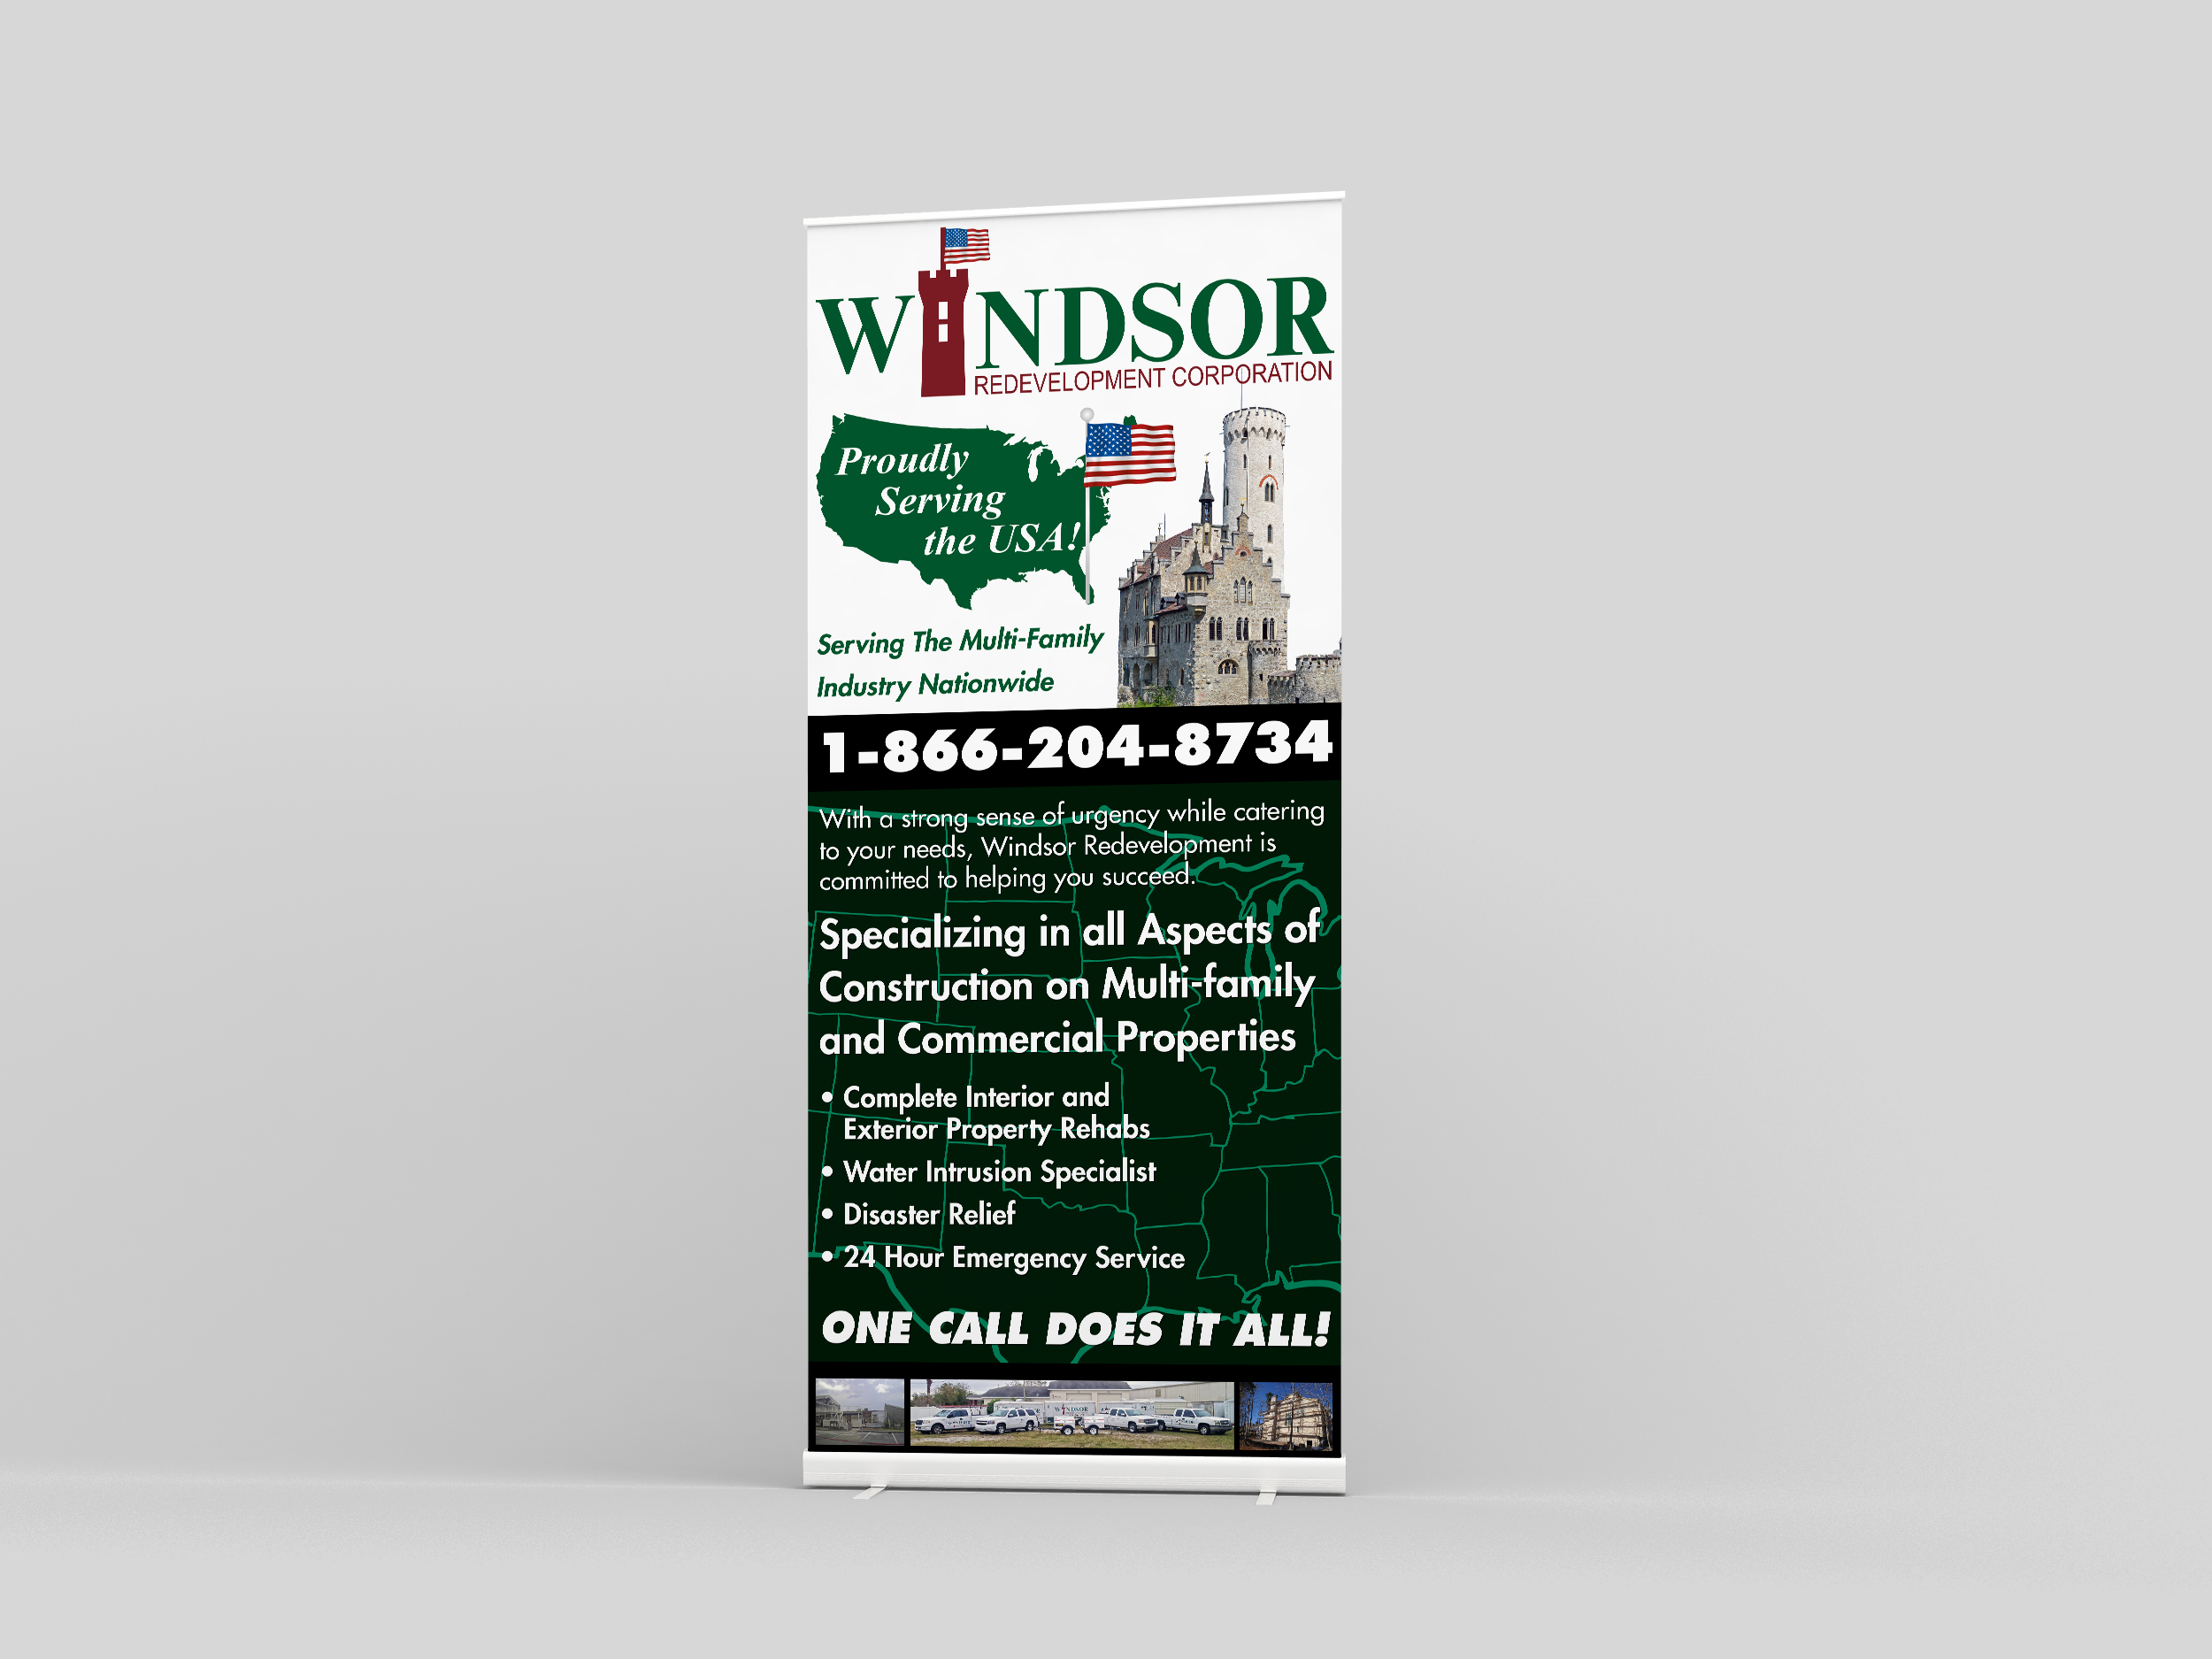 WINDSOR
REDEVELOPMENT CORPORATION
Proudly
Serving
the USA!
Serving The Multi-Family
Industry Nationwide
1-866-204-8734
With a strong sense of urgency while catering
to your needs, Windsor Redevelopment is
committed to helping you succeed.
Specializing in all Aspects of
Construction on Multi-family
and Commercial Properties
• Complete Interior and
Exterior Property Rehabs
• Water Intrusion Specialist
• Disaster Relief
• 24 Hour Emergency Service
ONE CALL DOES IT ALL!
WINDSOR